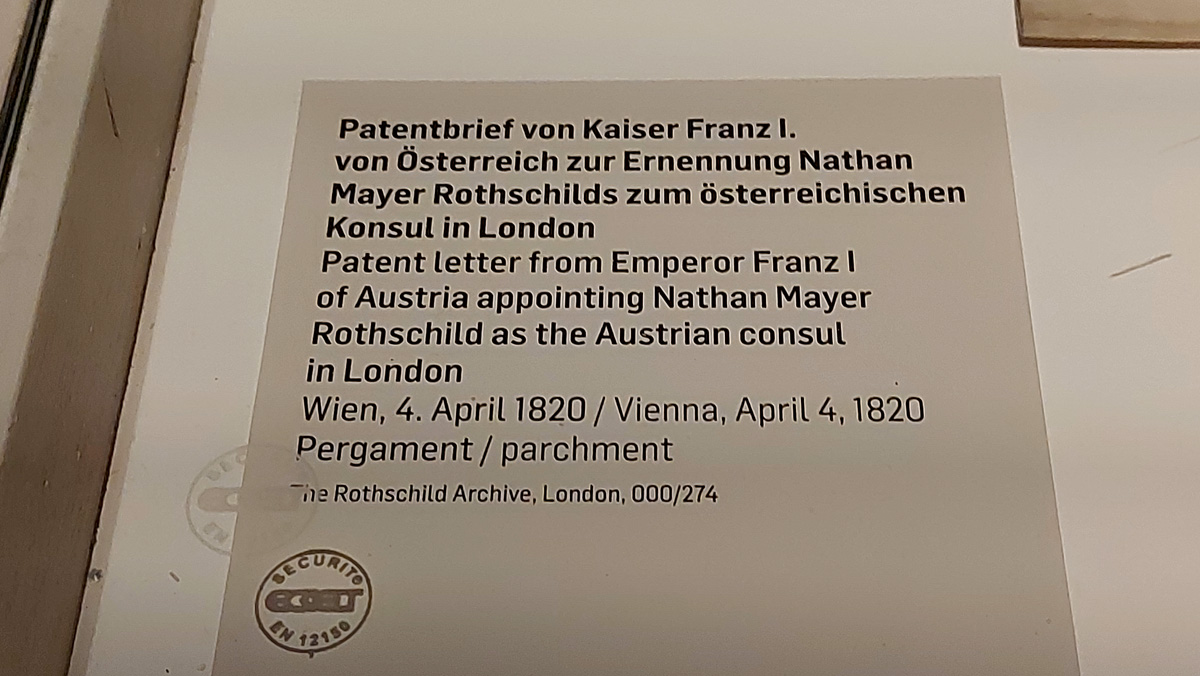 Patentbrief von Kaiser Franz I.
von Österreich zur Ernennung Nathan
Mayer Rothschilds zum österreichischen
Konsul in London
Patent letter from Emperor Franz I
of Austria appointing Nathan Mayer
Rothschild as the Austrian consul
in London
Wien, 4. April 1820 / Vienna, April 4, 1820
Pergament / parchment
The Rothschild Archive, London, 000/274
SECURIT®
EN 12150